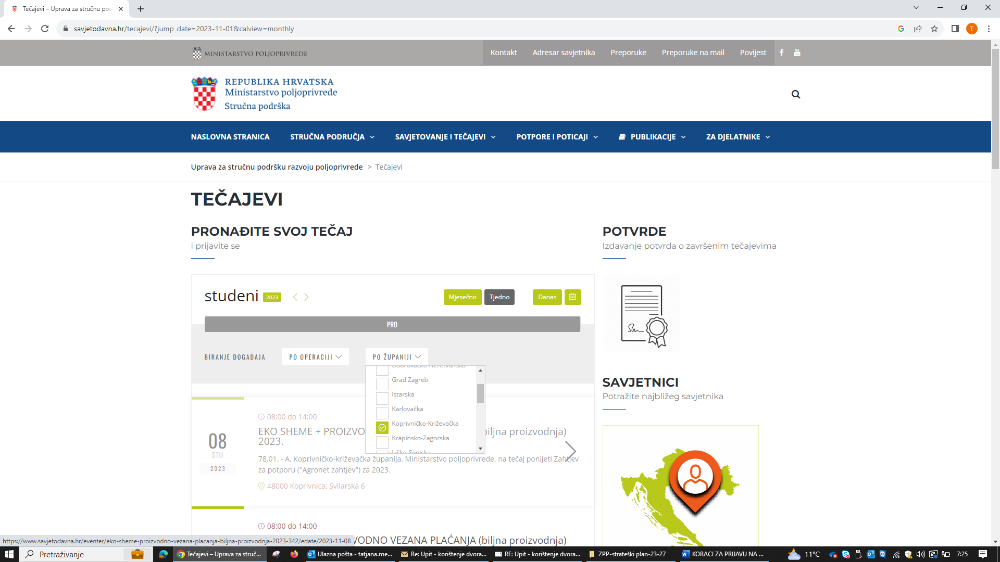 Tečajevi – Uprava za stručnu poc
savjetodavna.hr/tecajevi/?jump_date=2023-11-01&calview=monthly
T
MINISTARSTVO POLJOPRIVREDE
Kontakt
Adresar savjetnika
Preporuke
Preporuke na mail
Povijest
REPUBLIKA HRVATSKA
Ministarstvo poljoprivrede
Stručna podrška
NASLOVNA STRANICA
STRUČNA PODRUČJA
SAVJETOVANJE I TEČAJEVI
POTPORE I POTICAJI
PUBLIKACIJE
ZA DJELATNIKE
Uprava za stručnu podršku razvoju poljoprivrede > Tečajevi
TEČAJEVI
PRONAĐITE SVOJ TEČAJ
i prijavite se
studeni 2023
Mjesečno
Tjedno
Danas
PRO
BIRANJE DOGAĐAJA
PO OPERACIJI
PO ŽUPANIJI
Dubrovačko-Neretvanska
Grad Zagreb
Istarska
Karlovačka
Koprivničko-Križevačka
Krapinsko-Zagorska
Ličko-Senjska
08
STU
2023
08:00 do 14:00
EKO SHEME + PROIZVO biljna proizvodnja)
2023.
78.01. - A, Koprivničko-križevačka županija, Ministarstvo poljoprivrede, na tečaj ponijeti Zahtjev
za potporu ("Agronet zahtjev") za 2023.
48000 Koprivnica, Svilarska 6
08:00 do 14:00
VODNO VEZANA PLAĆANJA (biljna proizvodnja)
POTVRDE
Izdavanje potvrda o završenim tečajevima
SAVJETNICI
Potražite najbližeg savjetnika
https://www.savjetodavna.hr/eventer/eko-sheme-proizvodno-vezana-placanja-biljna-proizvodnja-2023-342/edate/2023-11-08
Pretraživanje
Tečajevi – Uprava za struč...
Ulazna pošta - tatjana.me...
Re: Upit - korištenje dvora...
RE: Upit - korištenje dvora...
ZPP-strateški plan-23-27
KORACI ZA PRIJAVU NA ...
11°C
7:25